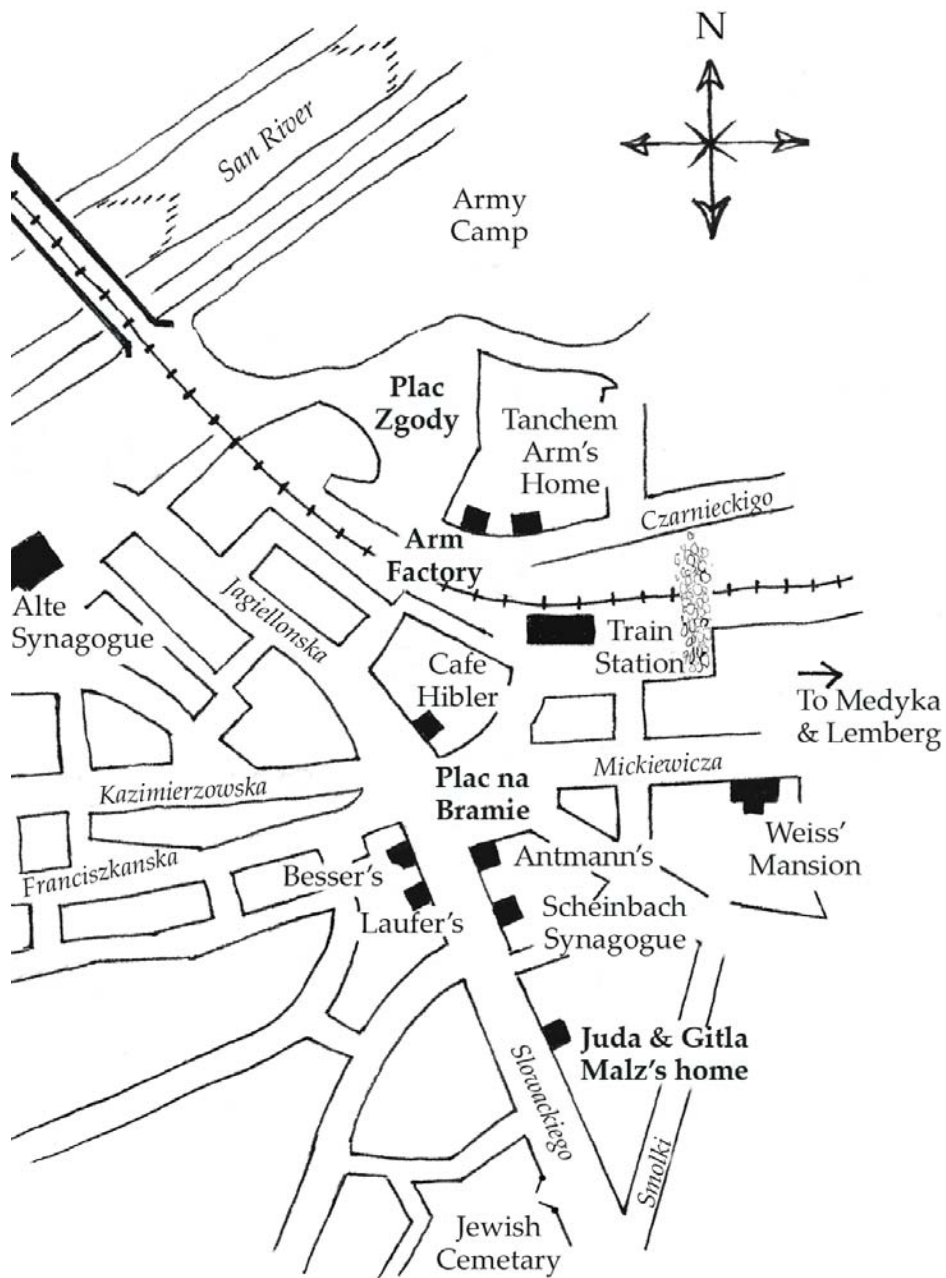 N
San River
Army
Camp
Plac
Zgody
Tanchem
Arm's
Home
Czarnieckigo
Arm
Factory
Alte
Synagogue
Jagiellonska
Train
Station
Cafe
Hibler
To Medyka
& Lemberg
Mickiewicza
Kazimierzowska
Plac na
Bramie
Weiss'
Mansion
Franciszkanska
Besser's
Antmann's
Laufer's
Scheinbach
Synagogue
Juda & Gitla
Malz's home
Slowackiego
Smolki
Jewish
Cemetary